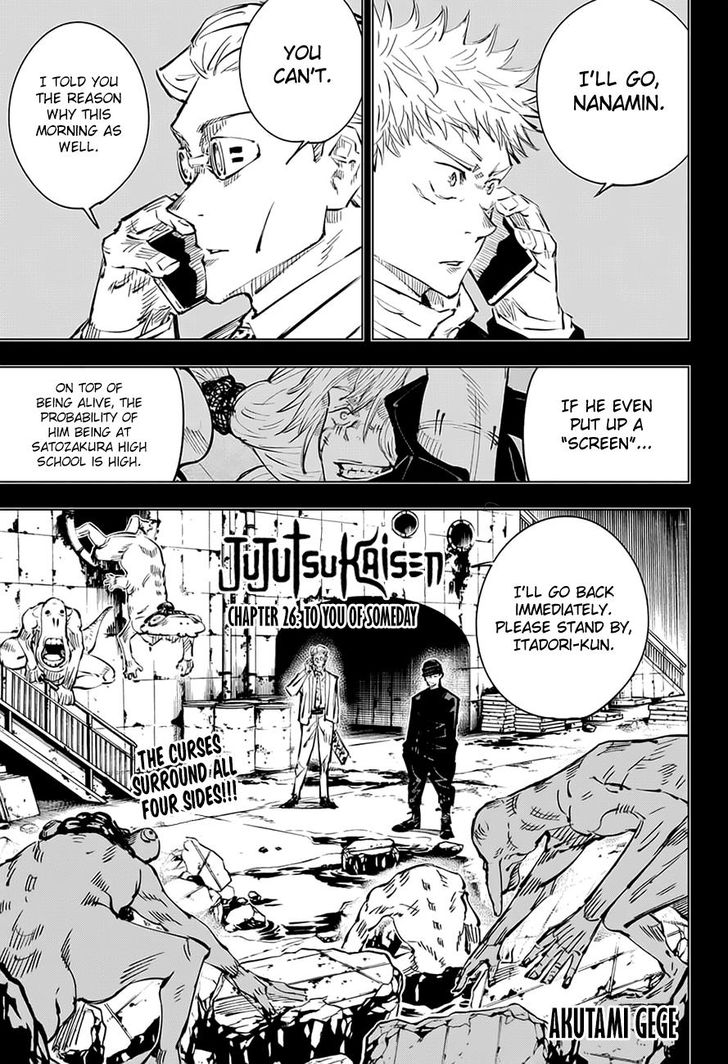 I'LL GO,
NANAMIN.
YOU
CAN'T.
I TOLD YOU
THE REASON
WHY THIS
MORNING AS
WELL.
IF HE EVEN
PUT UP A
"SCREEN"...
ON TOP OF
BEING ALIVE, THE
PROBABILITY OF
HIM BEING AT
SATOZAKURA HIGH
SCHOOL IS HIGH.
JUJUTSU KAISEN
CHAPTER 26: TO YOU OF SOMEDAY
I'LL GO BACK
IMMEDIATELY.
PLEASE STAND BY,
ITADORI-KUN.
THE CURSES
SURROUND ALL
FOUR SIDES!!!
AKUTAMI GEGE